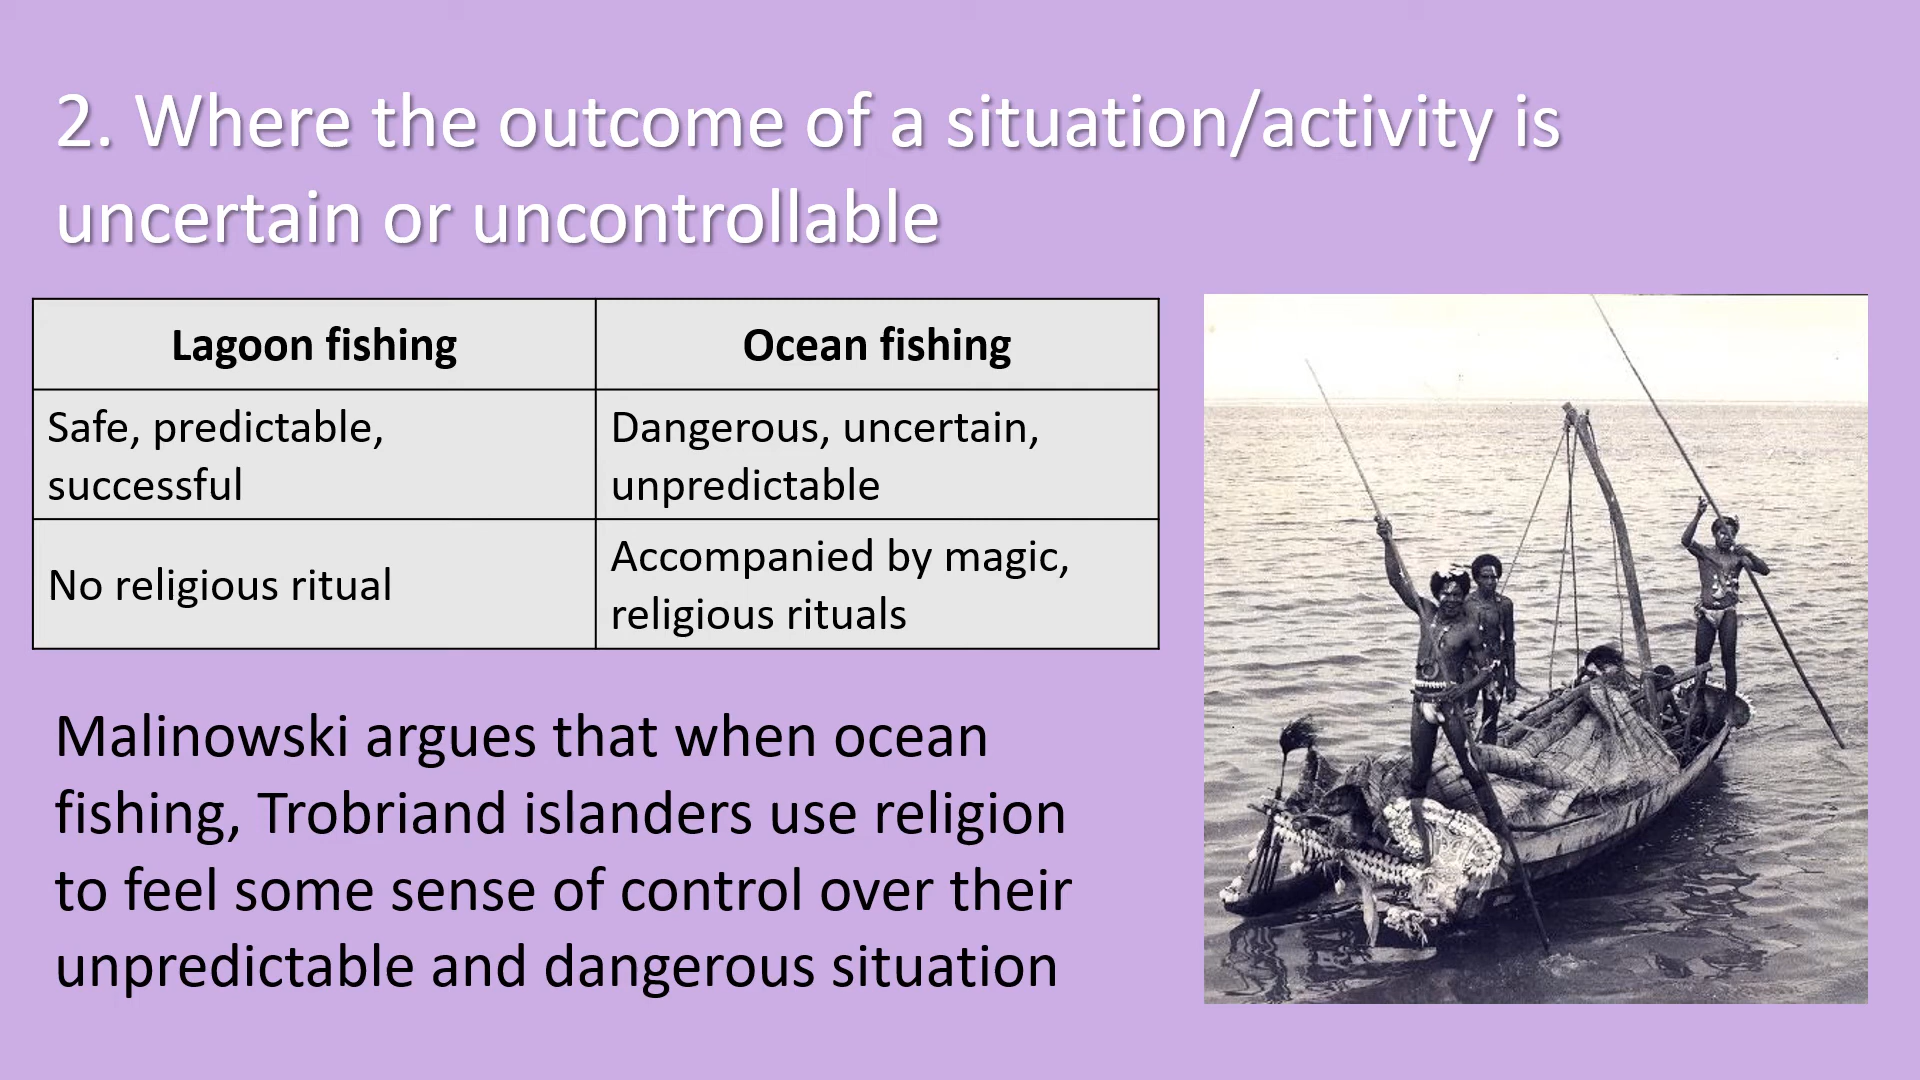 2. Where the outcome of a situation/activity is
uncertain or uncontrollable
Lagoon fishing
Ocean fishing
Safe, predictable,
successful
Dangerous, uncertain,
unpredictable
No religious ritual
Accompanied by magic,
religious rituals
Malinowski argues that when ocean
fishing, Trobriand islanders use religion
to feel some sense of control over their
unpredictable and dangerous situation